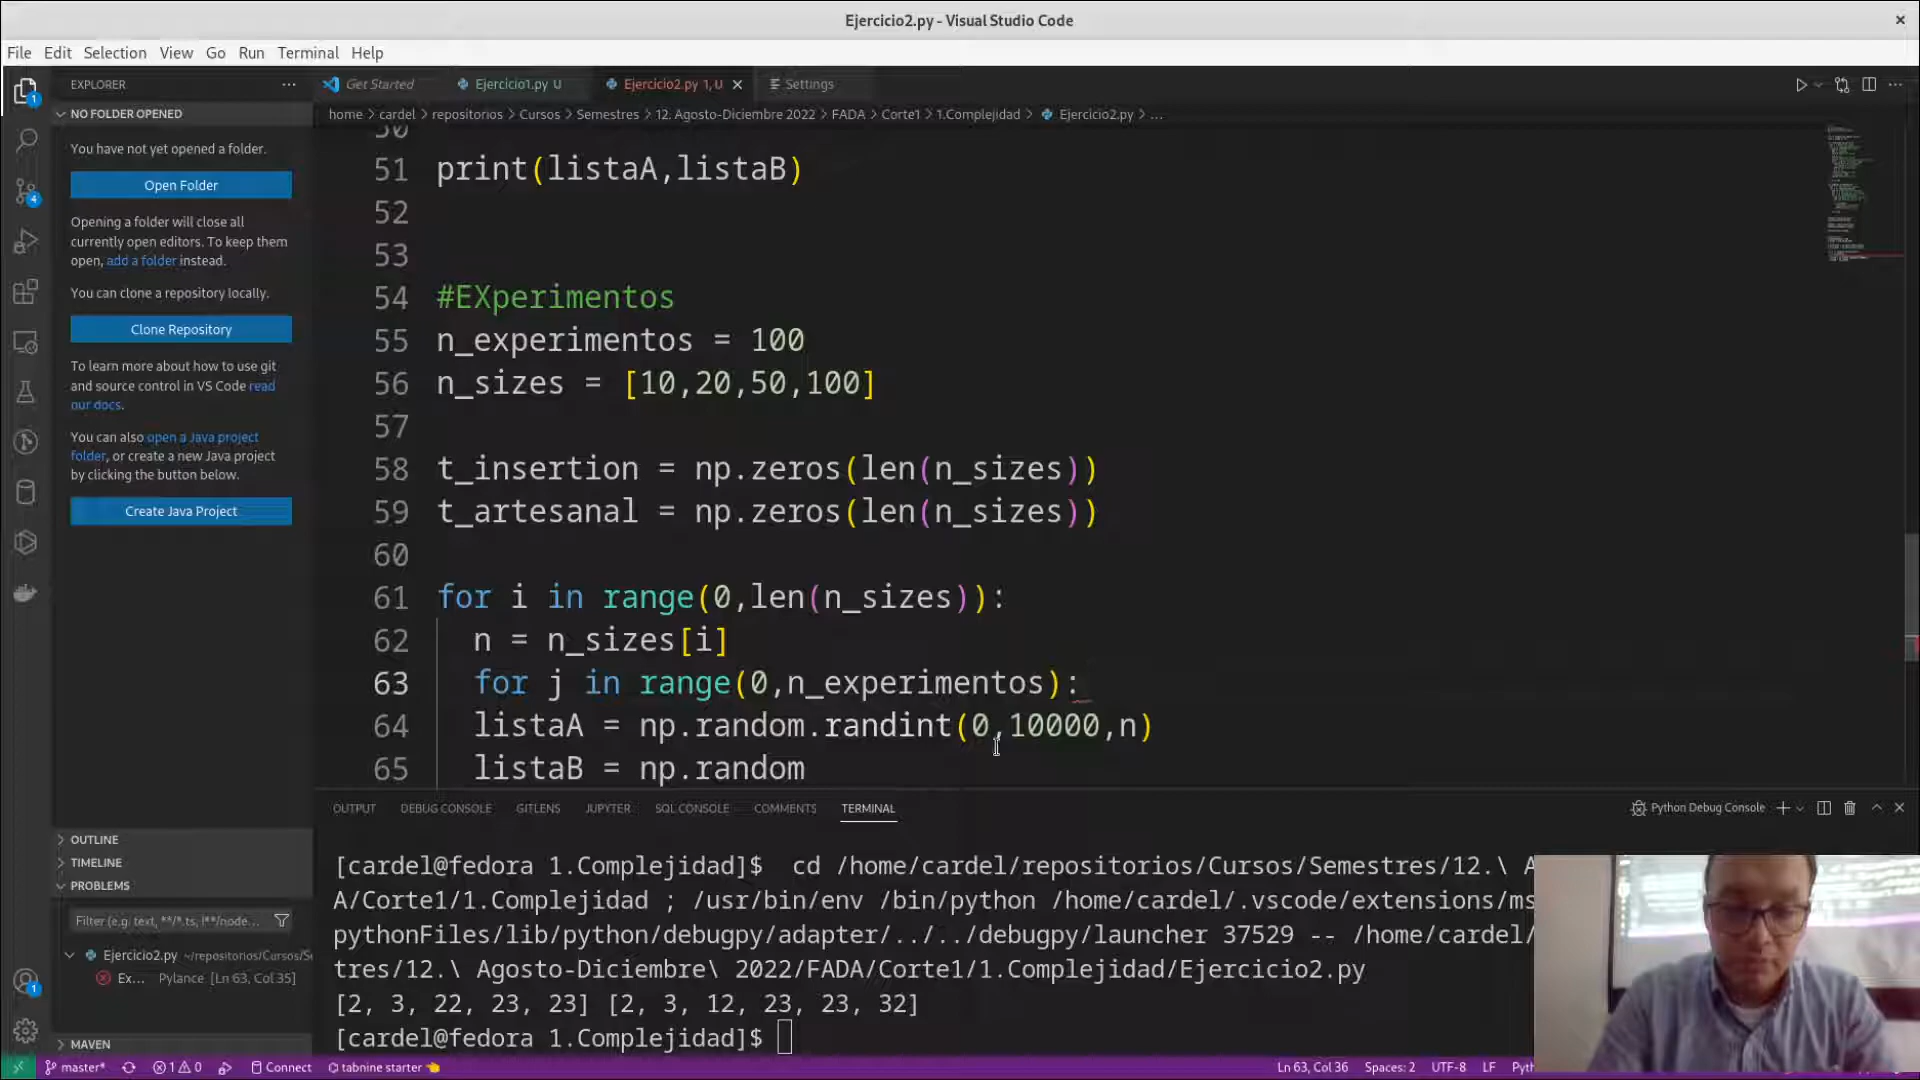 Ejercicio2.py - Visual Studio Code
File Edit Selection View Go Run Terminal Help
EXPLORER
Get Started
Ejercicio1.py U
Ejercicio2.py 1, U
Settings
NO FOLDER OPENED
home > cardel > repositorios > Cursos > Semestres > 12. Agosto-Diciembre 2022 > FADA > Corte1 > 1.Complejidad > Ejercicio2.py > ...
You have not yet opened a folder.
Open Folder
Opening a folder will close all
currently open editors. To keep them
open, add a folder instead.
You can clone a repository locally.
Clone Repository
To learn more about how to use git
and source control in VS Code read
our docs.
You can also open a Java project
folder, or create a new Java project
by clicking the button below.
Create Java Project
OUTLINE
TIMELINE
PROBLEMS
Filter (e.g. text, **/*.ts, !**/node...
Ejercicio2.py ~/repositorios/Cursos/Se
Ex... Pylance [Ln 63, Col 35]
MAVEN
50
51 print(listaA,listaB)
52
53
54 #EXperimentos
55 n_experimentos = 100
56 n_sizes = [10,20,50,100]
57
58 t_insertion = np.zeros(len(n_sizes))
59 t_artesanal = np.zeros(len(n_sizes))
60
61 for i in range(0,len(n_sizes)):
62 n = n_sizes[i]
63 for j in range(0,n_experimentos):
64 listaA = np.random.randint(0,10000,n)
65 listaB = np.random
OUTPUT DEBUG CONSOLE GITLENS JUPYTER SQL CONSOLE COMMENTS TERMINAL
Python Debug Console
[cardel@fedora 1.Complejidad]$ cd /home/cardel/repositorios/Cursos/Semestres/12.\ A
A/Corte1/1.Complejidad ; /usr/bin/env /bin/python /home/cardel/.vscode/extensions/ms
pythonFiles/lib/python/debugpy/adapter/../../debugpy/launcher 37529 -- /home/cardel/
tres/12.\ Agosto-Diciembre\ 2022/FADA/Corte1/1.Complejidad/Ejercicio2.py
[2, 3, 22, 23, 23] [2, 3, 12, 23, 23, 32]
[cardel@fedora 1.Complejidad]$
master* 1 0 Connect tabnine starter Ln 63, Col 36 Spaces: 2 UTF-8 LF Pyth